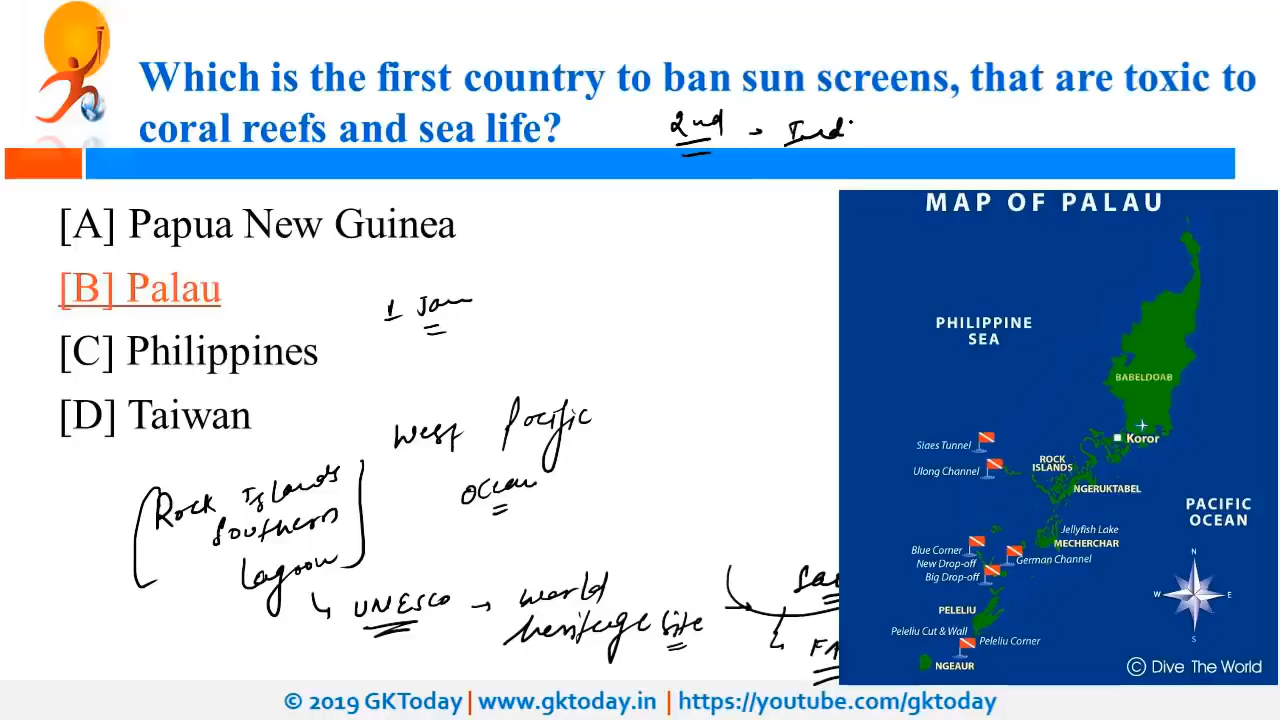 Which is the first country to ban sun screens, that are toxic to
coral reefs and sea life?
2nd
[A] Papua New Guinea
[B] Palau
1 Jan
[C] Philippines
[D] Taiwan
West Pacific
Ocean
Rock Islands
Southern
Lagoon
UNESCO → World
heritage site
MAP OF PALAU
PHILIPPINE
SEA
BABELDOAB
Koror
Siaes Tunnel
Ulong Channel
ROCK
ISLANDS
NGERUKTABEL
PACIFIC
OCEAN
Jellyfish Lake
MECHERCHAR
Blue Corner
New Drop-off
Big Drop-off
German Channel
N
W
E
S
PELELIU
Peleliu Cut & Wall
Peleliu Corner
NGEAUR
© Dive The World
© 2019 GKToday | www.gktoday.in | https://youtube.com/gktoday